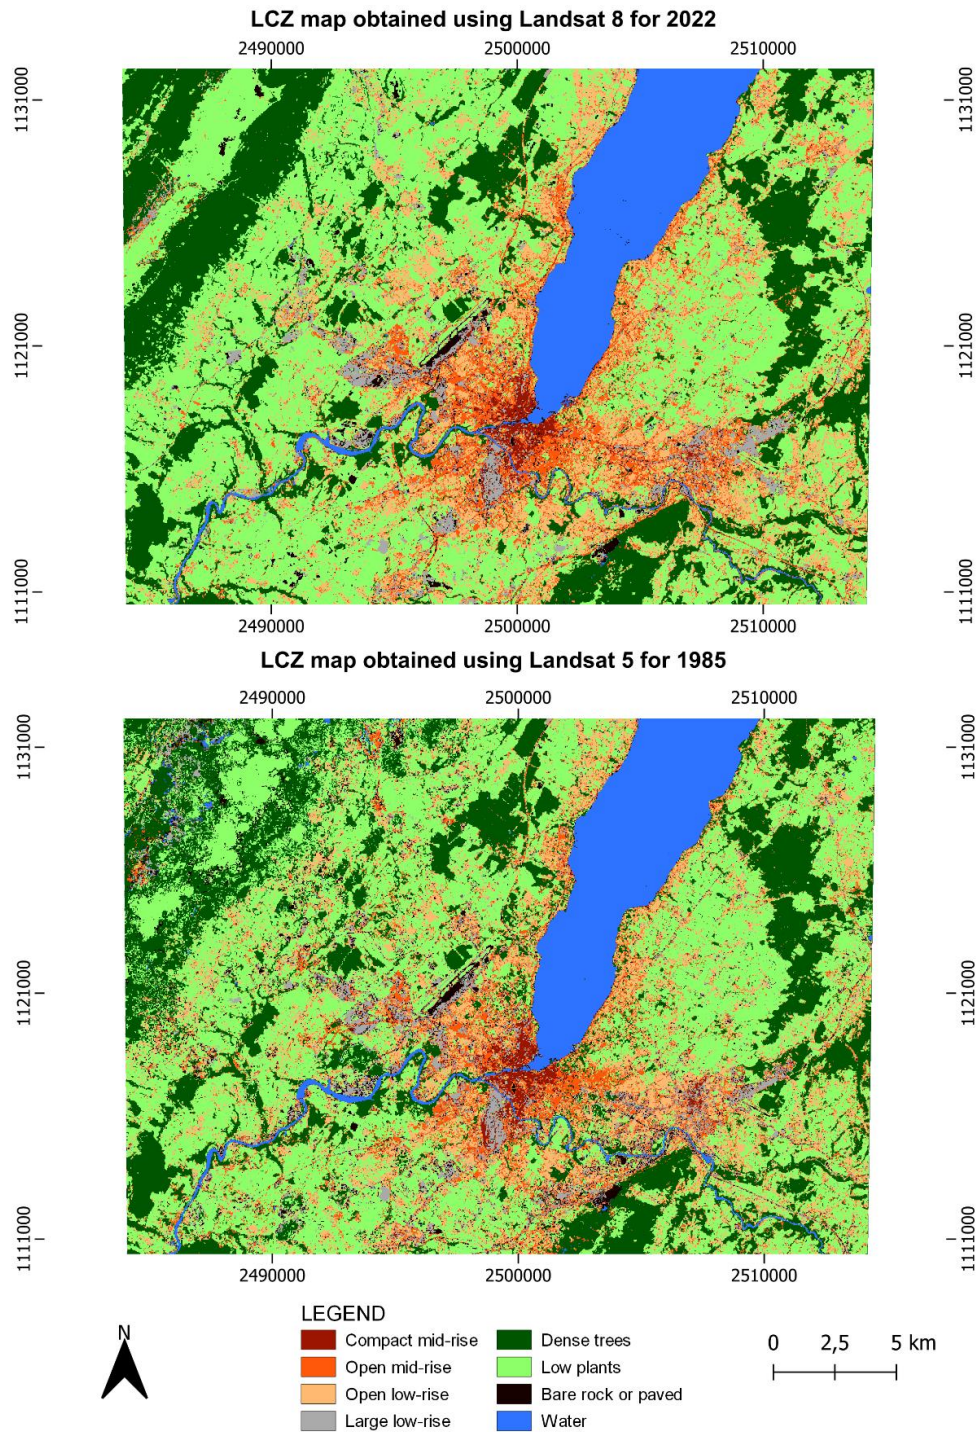 LCZ map obtained using Landsat 8 for 2022
2490000 2500000 2510000
1131000 1131000
1121000 1121000
1111000 1111000
2490000 2500000 2510000
LCZ map obtained using Landsat 5 for 1985
2490000 2500000 2510000
1131000 1131000
1121000 1121000
1111000 1111000
2490000 2500000 2510000
LEGEND
N
Compact mid-rise Dense trees
Open mid-rise Low plants
Open low-rise Bare rock or paved
Large low-rise Water
0 2,5 5 km